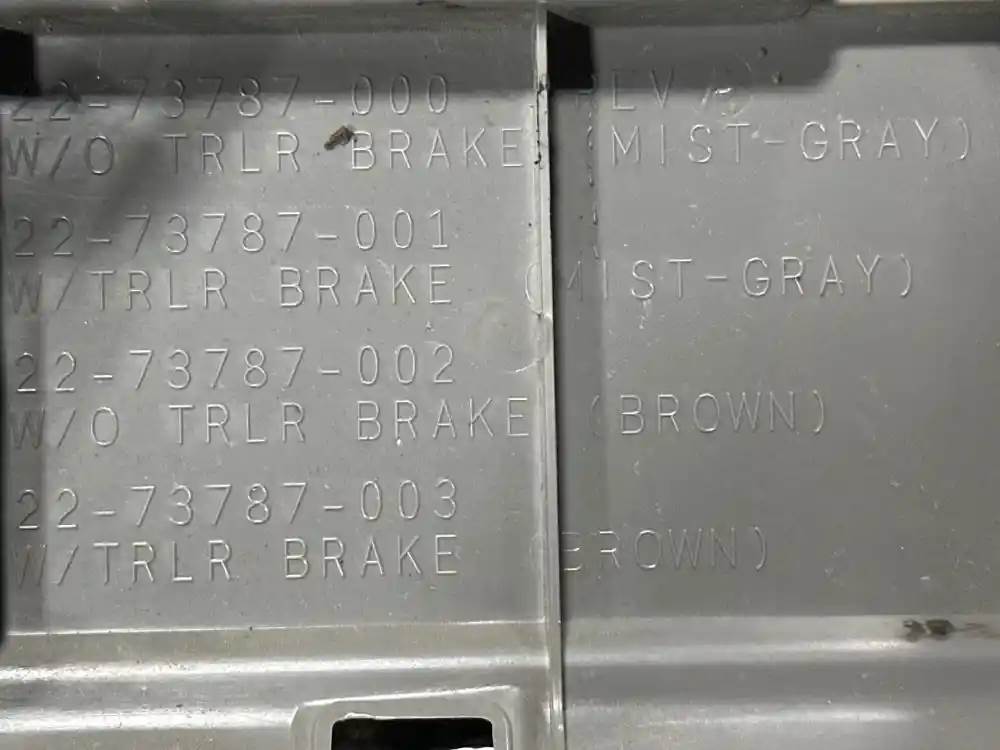 22-73787-000 (REV A)
W/O TRLR BRAKE (MIST-GRAY)
22-73787-001
W/TRLR BRAKE (MIST-GRAY)
22-73787-002
W/O TRLR BRAKE (BROWN)
22-73787-003
W/TRLR BRAKE (BROWN)